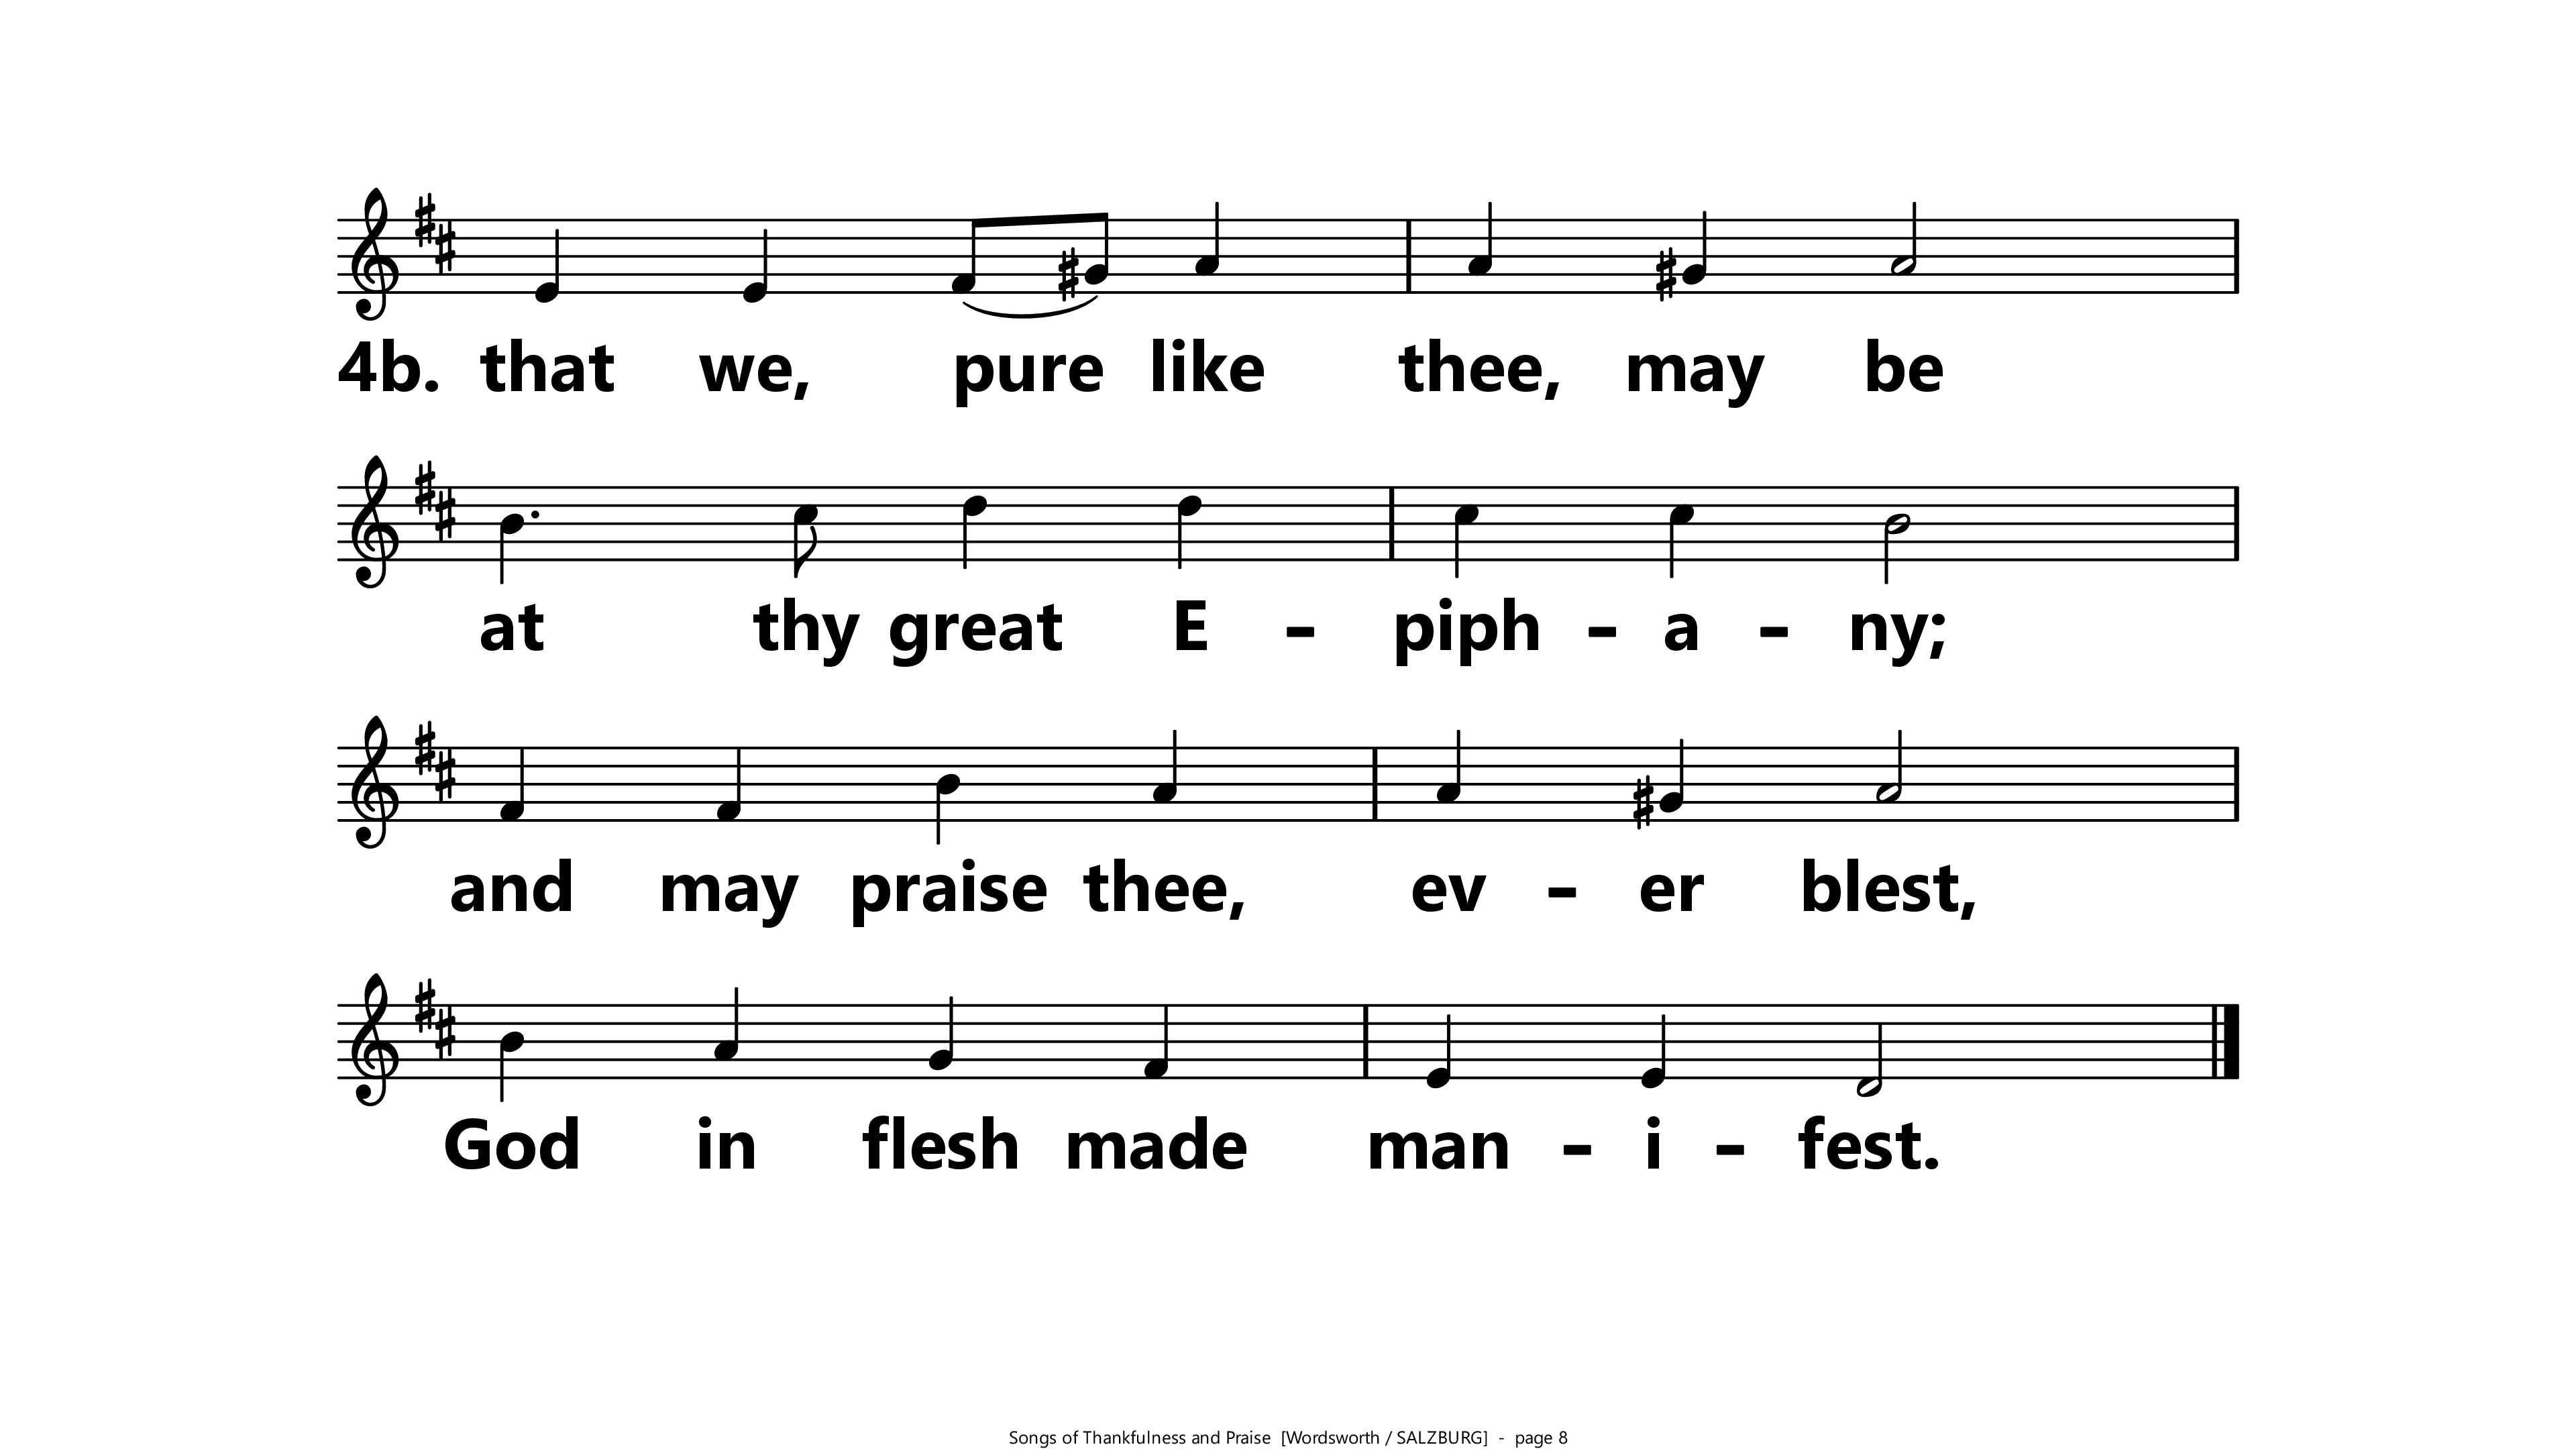 4b. that we, pure like thee, may be
at thy great E - piph - a - ny;
and may praise thee, ev - er blest,
God in flesh made man - i - fest.
Songs of Thankfulness and Praise [Wordsworth / SALZBURG] - page 8